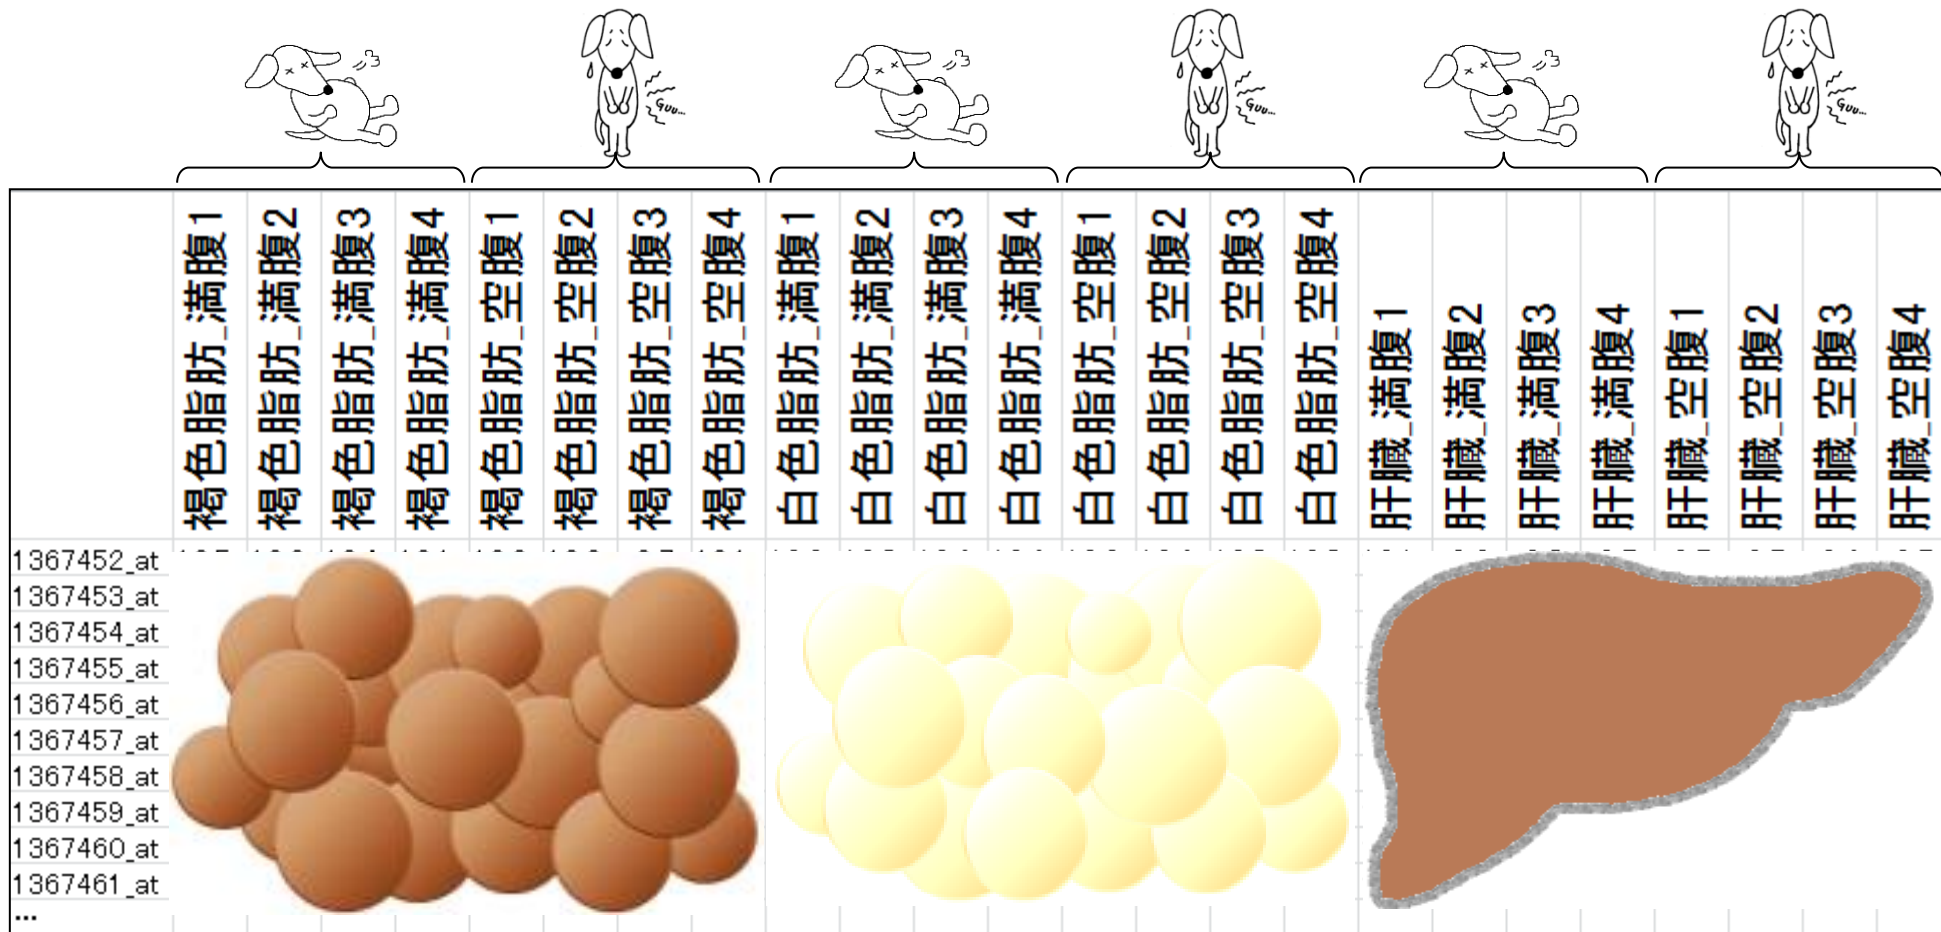 Guu...
Guu...
Guu...
褐色脂肪_満腹1
褐色脂肪_満腹2
褐色脂肪_満腹3
褐色脂肪_満腹4
褐色脂肪_空腹1
褐色脂肪_空腹2
褐色脂肪_空腹3
褐色脂肪_空腹4
白色脂肪_満腹1
白色脂肪_満腹2
白色脂肪_満腹3
白色脂肪_満腹4
白色脂肪_空腹1
白色脂肪_空腹2
白色脂肪_空腹3
白色脂肪_空腹4
肝臓_満腹1
肝臓_満腹2
肝臓_満腹3
肝臓_満腹4
肝臓_空腹1
肝臓_空腹2
肝臓_空腹3
肝臓_空腹4
1367452_at
1367453_at
1367454_at
1367455_at
1367456_at
1367457_at
1367458_at
1367459_at
1367460_at
1367461_at
...